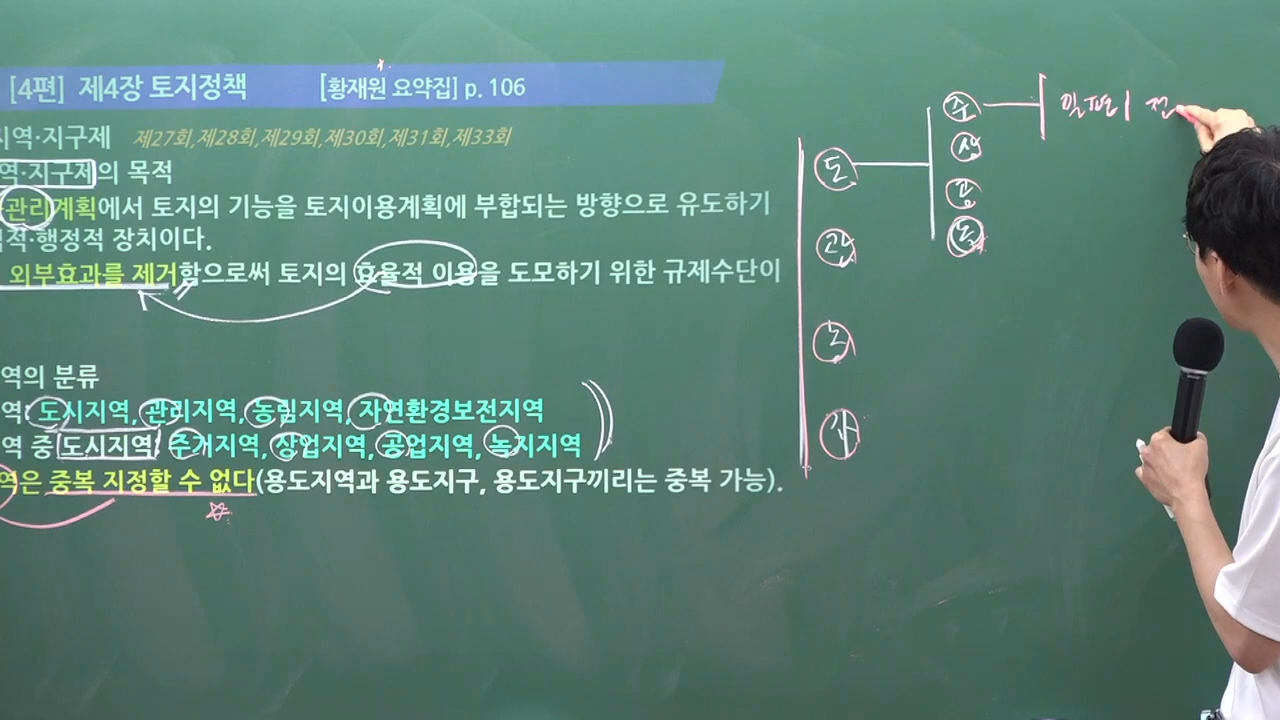 [4편] 제4장 토지정책 [황재원 요약집] p. 106
지역·지구제 제27회,제28회,제29회,제30회,제31회,제33회
역·지구제의 목적
관리계획에서 토지의 기능을 토지이용계획에 부합되는 방향으로 유도하기
적·행정적 장치이다.
외부효과를 제거함으로써 토지의 효율적 이용을 도모하기 위한 규제수단이
역의 분류
역: 도시지역, 관리지역, 농림지역, 자연환경보전지역
역 중 도시지역 주거지역, 상업지역, 공업지역, 녹지지역
역은 중복 지정할 수 없다(용도지역과 용도지구, 용도지구끼리는 중복 가능).
도
관
노
자
주
상
공
녹
일 편 전